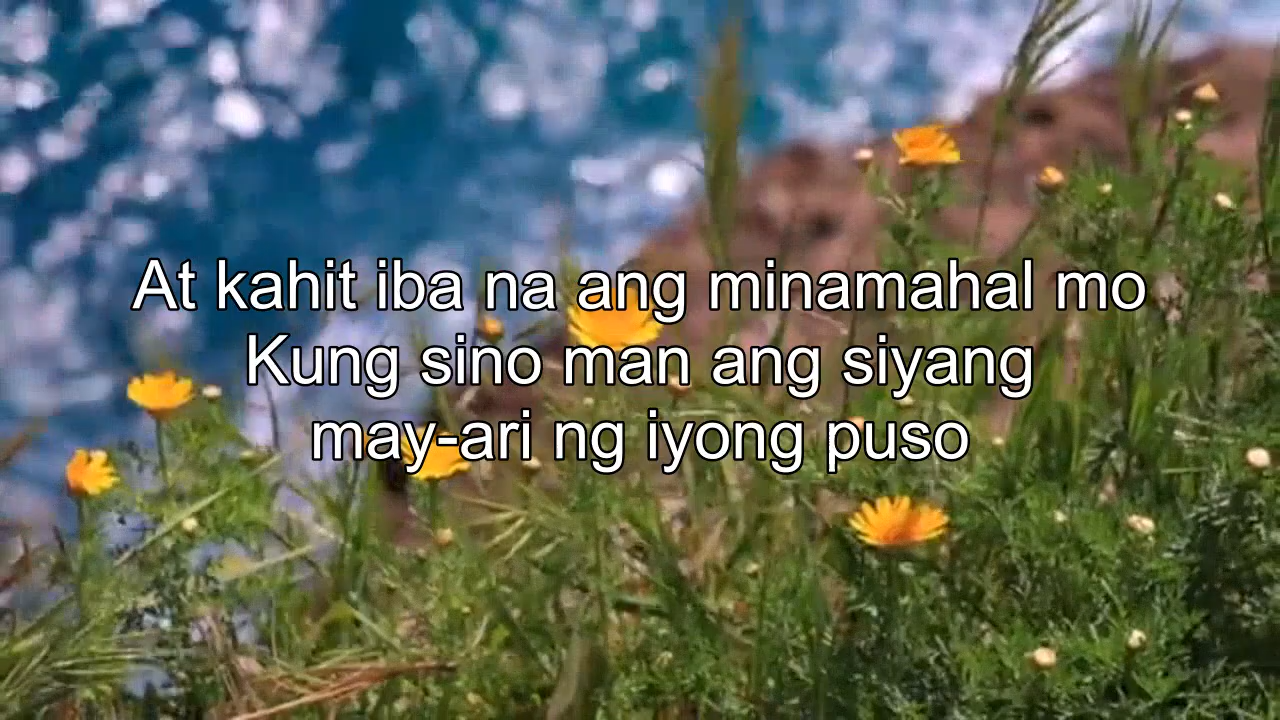 At kahit iba na ang minamahal mo
Kung sino man ang siyang
may-ari ng iyong puso